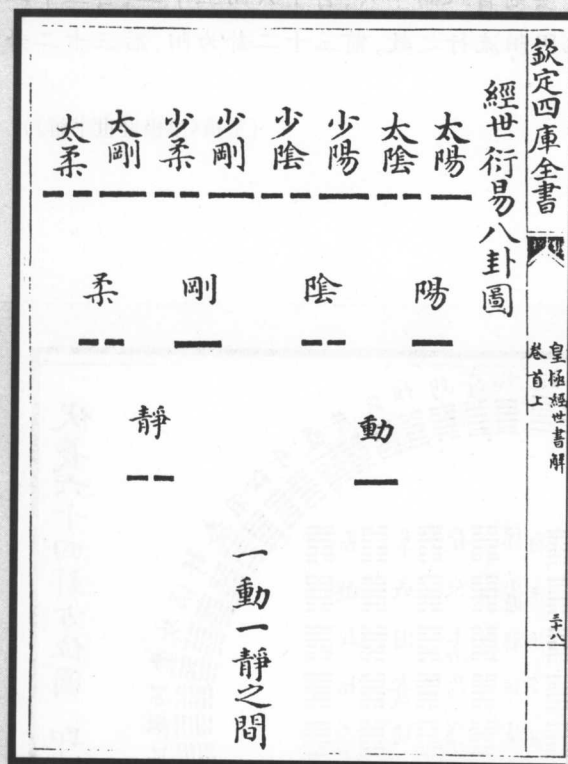 欽定四庫全書
皇極經世書解
卷首上
三十八
經世衍易八卦圖
太陽
太陰
少陽
少陰
少剛
少柔
太剛
太柔
陽
陰
剛
柔
動
靜
一動一靜之間